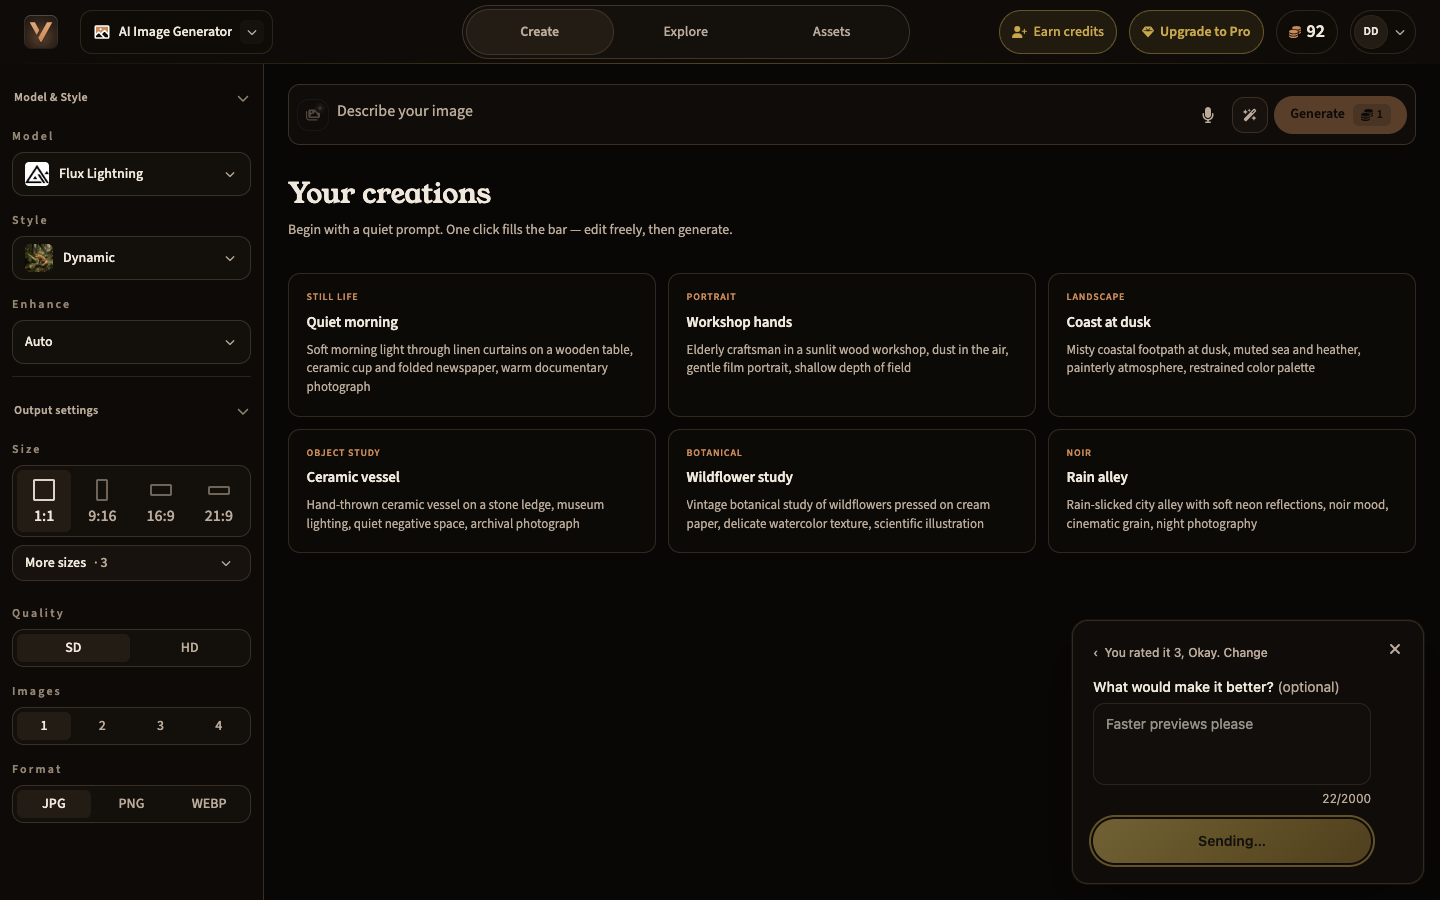 AI Image Generator
Create
Explore
Assets
Earn credits
Upgrade to Pro
92
DD
Model & Style
Model
Flux Lightning
Style
Dynamic
Enhance
Auto
Output settings
Size
1:1
9:16
16:9
21:9
More sizes · 3
Quality
SD
HD
Images
1
2
3
4
Format
JPG
PNG
WEBP
Describe your image
Generate
1
Your creations
Begin with a quiet prompt. One click fills the bar — edit freely, then generate.
STILL LIFE
Quiet morning
Soft morning light through linen curtains on a wooden table,
ceramic cup and folded newspaper, warm documentary
photograph
PORTRAIT
Workshop hands
Elderly craftsman in a sunlit wood workshop, dust in the air,
gentle film portrait, shallow depth of field
LANDSCAPE
Coast at dusk
Misty coastal footpath at dusk, muted sea and heather,
painterly atmosphere, restrained color palette
OBJECT STUDY
Ceramic vessel
Hand-thrown ceramic vessel on a stone ledge, museum
lighting, quiet negative space, archival photograph
BOTANICAL
Wildflower study
Vintage botanical study of wildflowers pressed on cream
paper, delicate watercolor texture, scientific illustration
NOIR
Rain alley
Rain-slicked city alley with soft neon reflections, noir mood,
cinematic grain, night photography
‹ You rated it 3, Okay. Change
What would make it better? (optional)
Faster previews please
22/2000
Sending...